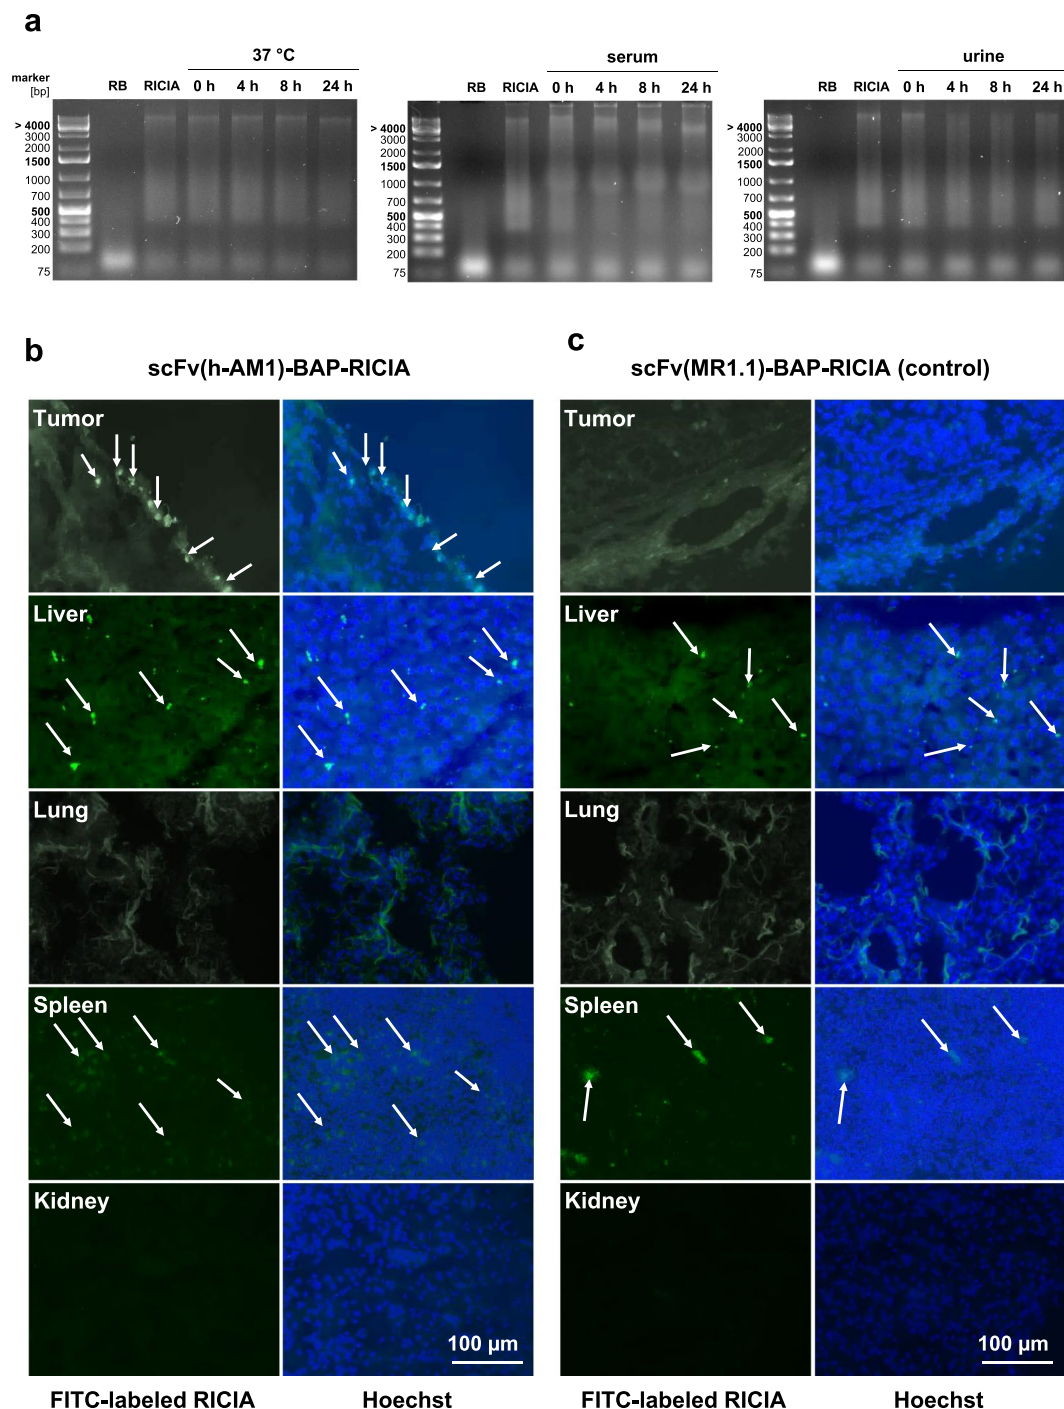 a
37 °C
marker
[bp]
RB RICIA 0 h 4 h 8 h 24 h
> 4000
3000
2000
1500
1000
700
500
400
300
200
75
serum
RB RICIA 0 h 4 h 8 h 24 h
> 4000
3000
2000
1500
1000
700
500
400
300
200
75
urine
RB RICIA 0 h 4 h 8 h 24 h
> 4000
3000
2000
1500
1000
700
500
400
300
200
75
b
scFv(h-AM1)-BAP-RICIA
Tumor
Liver
Lung
Spleen
Kidney
100 µm
FITC-labeled RICIA Hoechst
c
scFv(MR1.1)-BAP-RICIA (control)
Tumor
Liver
Lung
Spleen
Kidney
100 µm
FITC-labeled RICIA Hoechst